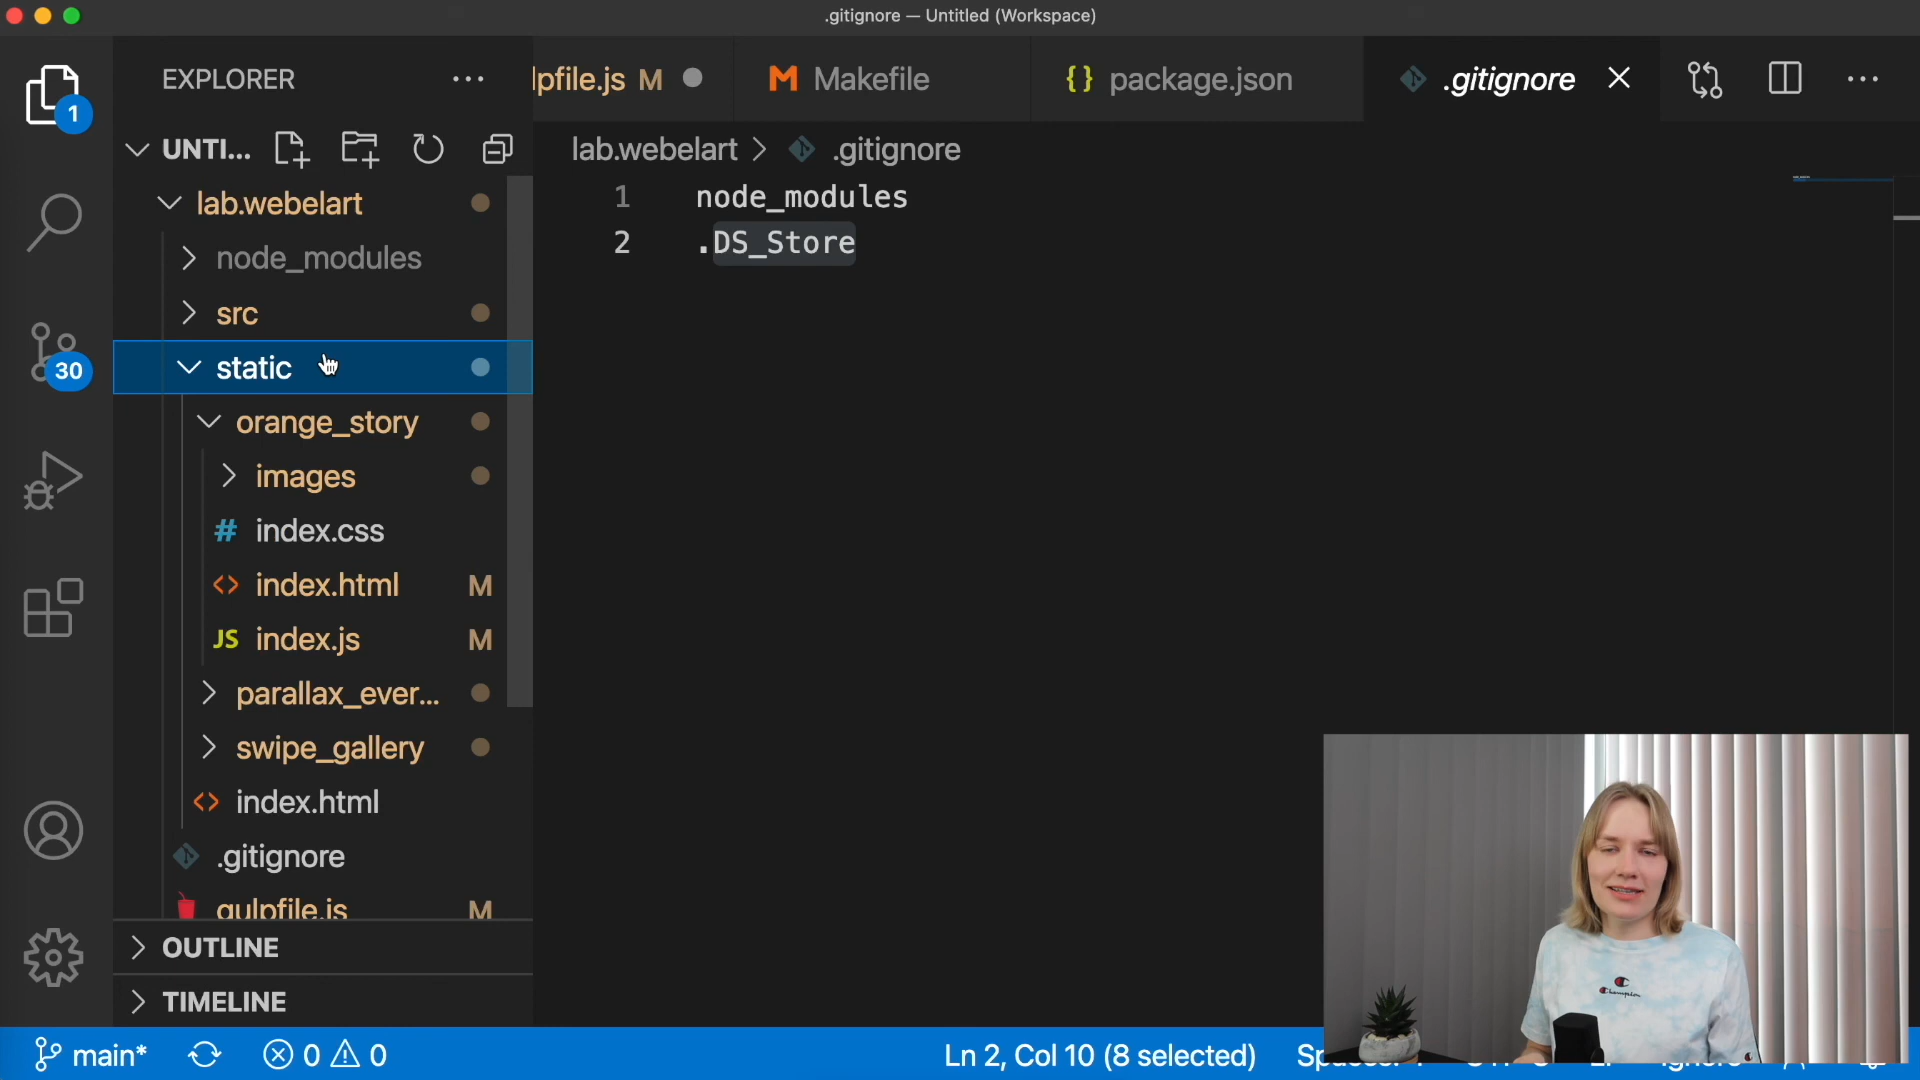 .gitignore — Untitled (Workspace)
1
EXPLORER
lpfile.js M
Makefile
package.json
.gitignore
UNTI...
lab.webelart
.gitignore
lab.webelart
node_modules
src
static
orange_story
images
index.css
index.html M
index.js M
parallax_ever...
swipe_gallery
index.html
.gitignore
gulpfile.js M
OUTLINE
TIMELINE
1 node_modules
2 .DS_Store
30
Champion
main*
0 0
Ln 2, Col 10 (8 selected)